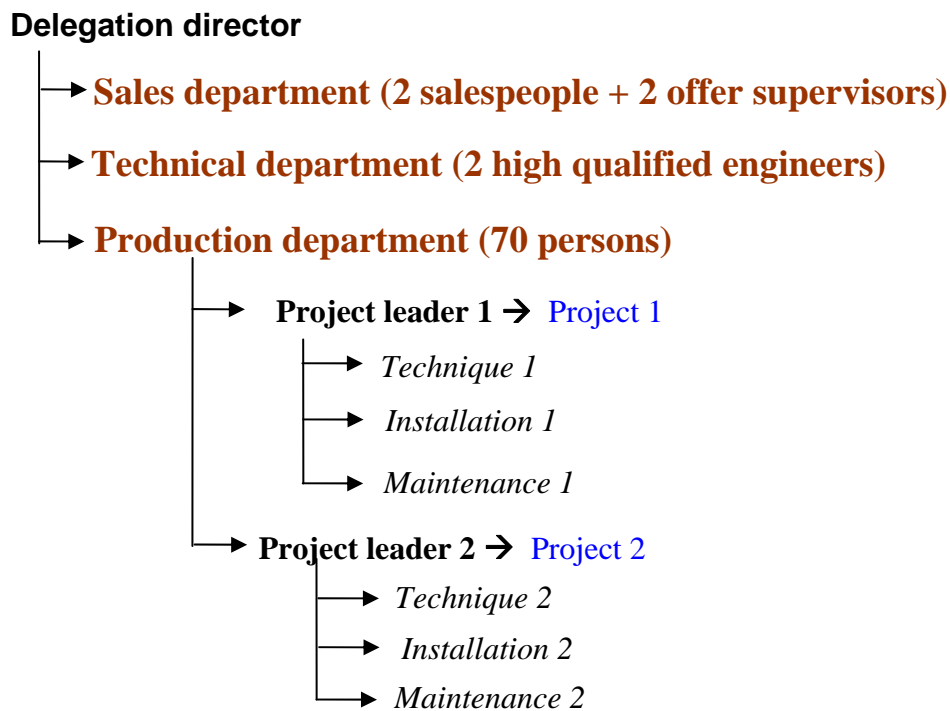 Delegation director
Sales department (2 salespeople + 2 offer supervisors)
Technical department (2 high qualified engineers)
Production department (70 persons)
Project leader 1 → Project 1
Technique 1
Installation 1
Maintenance 1
Project leader 2 → Project 2
Technique 2
Installation 2
Maintenance 2